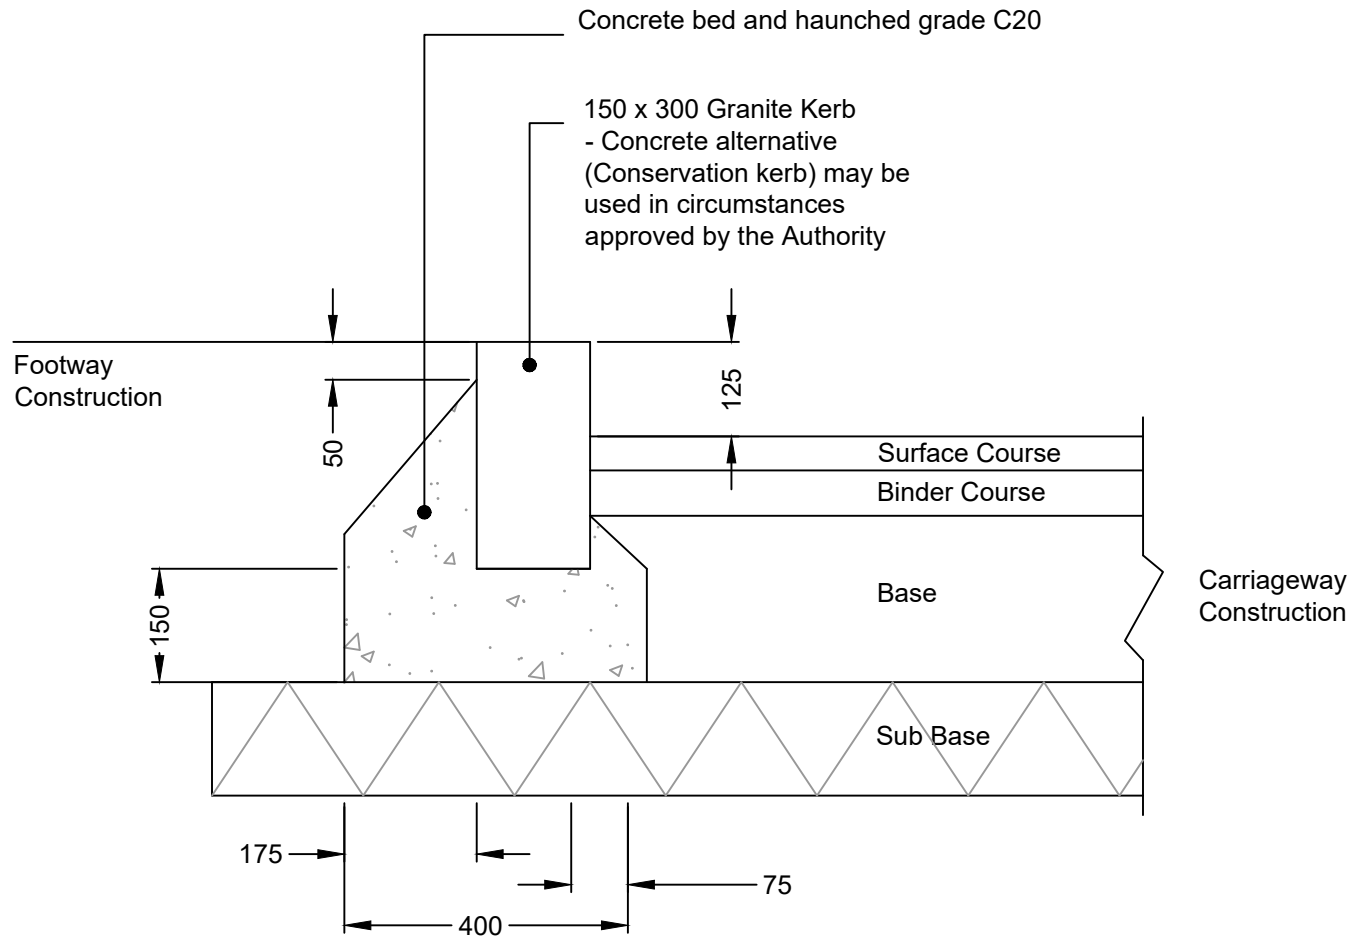 Concrete bed and haunched grade C20
150 x 300 Granite Kerb
- Concrete alternative
(Conservation kerb) may be
used in circumstances
approved by the Authority
Footway
Construction
125
50
Surface Course
Binder Course
Base
Carriageway
Construction
150
Sub Base
175
75
400